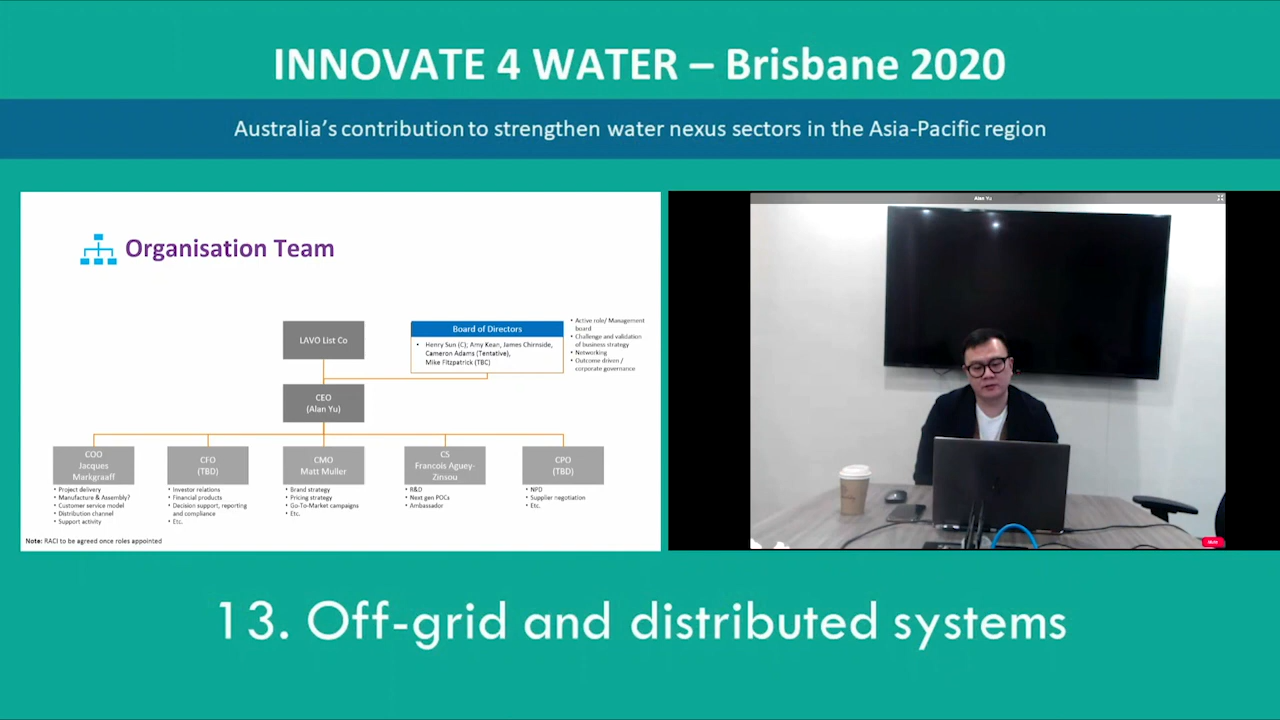 INNOVATE 4 WATER – Brisbane 2020
Australia's contribution to strengthen water nexus sectors in the Asia-Pacific region
Organisation Team
LAVO List Co
Board of Directors
• Henry Sun (C), Amy Kean, James Chirnside,
Cameron Adams (Tentative),
Mike Fitzpatrick (TBC)
• Active role/ Management
board
• Challenge and validation
of business strategy
• Networking
• Outcome driven /
corporate governance
CEO
(Alan Yu)
COO
Jacques
Markgraaff
• Project delivery
• Manufacture & Assembly?
• Customer service model
• Distribution channel
• Support activity
CFO
(TBD)
• Investor relations
• Financial products
• Decision support, reporting
and compliance
• Etc.
CMO
Matt Muller
• Brand strategy
• Pricing strategy
• Go-To-Market campaigns
• Etc.
CS
Francois Aguey-
Zinsou
• R&D
• Next gen POCs
• Ambassador
CPO
(TBD)
• NPD
• Supplier negotiation
• Etc.
Note: RACI to be agreed once roles appointed
Alan Yu
13. Off-grid and distributed systems